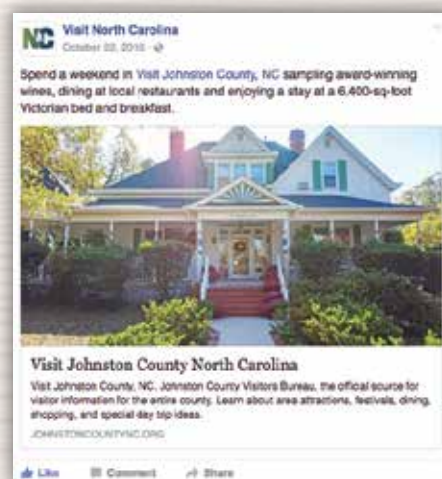 NC Visit North Carolina
October 22, 2016
Spend a weekend in Visit Johnston County, NC sampling award-winning
wines, dining at local restaurants and enjoying a stay at a 6,400-sq-foot
Victorian bed and breakfast.
Visit Johnston County North Carolina
Visit Johnston County, NC. Johnston County Visitors Bureau, the official source for
visitor information for the entire county. Learn about area attractions, festivals, dining,
shopping, and special day trip ideas.
JOHNSTONCOUNTYNC.ORG
Like Comment Share